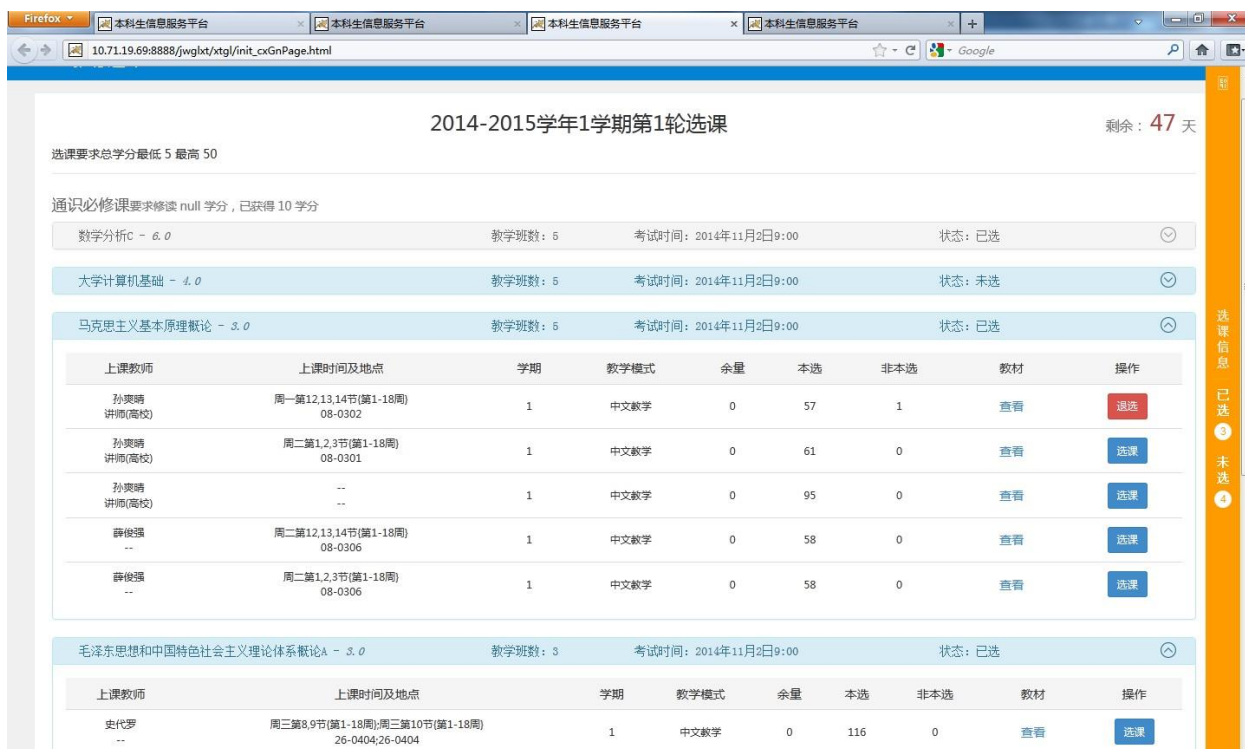 Firefox
本科生信息服务平台
本科生信息服务平台
本科生信息服务平台
本科生信息服务平台
10.71.19.69:8888/jwglxt/xtgl/init_cxGnPage.html
Google
2014-2015学年1学期第1轮选课
剩余：47 天
选课要求总学分最低 5 最高 50
通识必修课要求修读 null 学分，已获得 10 学分
数学分析C - 6.0 教学班数: 5 考试时间: 2014年11月2日9:00 状态: 已选
大学计算机基础 - 4.0 教学班数: 5 考试时间: 2014年11月2日9:00 状态: 未选
马克思主义基本原理概论 - 3.0 教学班数: 5 考试时间: 2014年11月2日9:00 状态: 已选
上课教师 上课时间及地点 学期 教学模式 余量 本选 非本选 教材 操作
孙爽晴 周一第12,13,14节{第1-18周}
讲师(高校) 08-0302 1 中文教学 0 57 1 查看 退选
孙爽晴 周二第1,2,3节{第1-18周}
讲师(高校) 08-0301 1 中文教学 0 61 0 查看 选课
孙爽晴 --
讲师(高校) -- 1 中文教学 0 95 0 查看 选课
薛俊强 周二第12,13,14节{第1-18周}
-- 08-0306 1 中文教学 0 58 0 查看 选课
薛俊强 周二第1,2,3节{第1-18周}
-- 08-0306 1 中文教学 0 58 0 查看 选课
毛泽东思想和中国特色社会主义理论体系概论A - 3.0 教学班数: 3 考试时间: 2014年11月2日9:00 状态: 已选
上课教师 上课时间及地点 学期 教学模式 余量 本选 非本选 教材 操作
史代罗 周三第8,9节{第1-18周};周三第10节{第1-18周}
-- 26-0404;26-0404 1 中文教学 0 116 0 查看 选课
选课信息 已选 3 未选 4